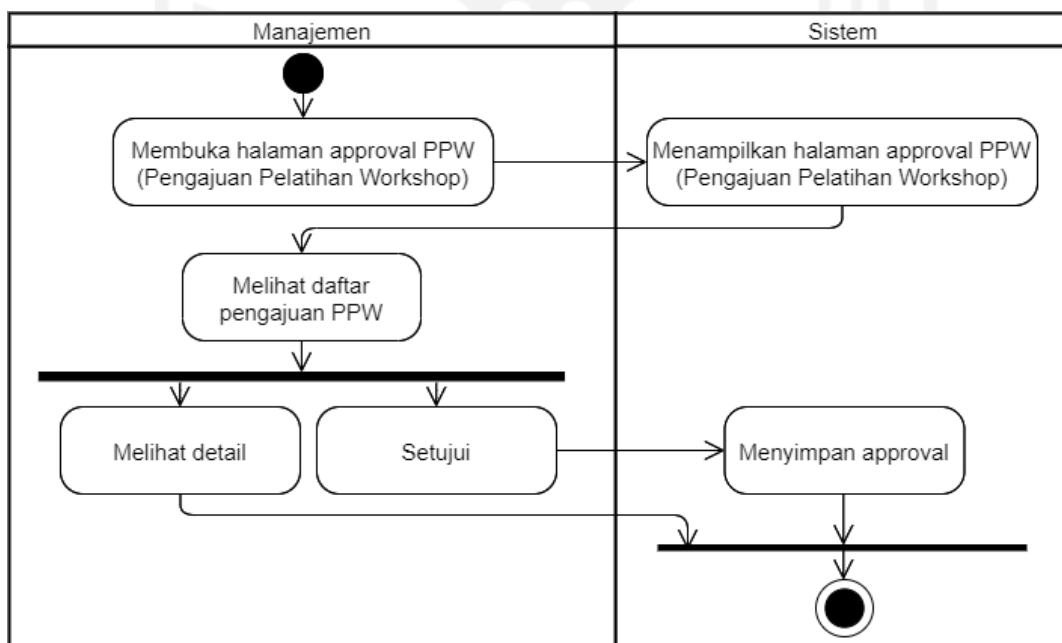 Manajemen
Sistem
Membuka halaman approval PPW
(Pengajuan Pelatihan Workshop)
Menampilkan halaman approval PPW
(Pengajuan Pelatihan Workshop)
Melihat daftar
pengajuan PPW
Melihat detail
Setujui
Menyimpan approval